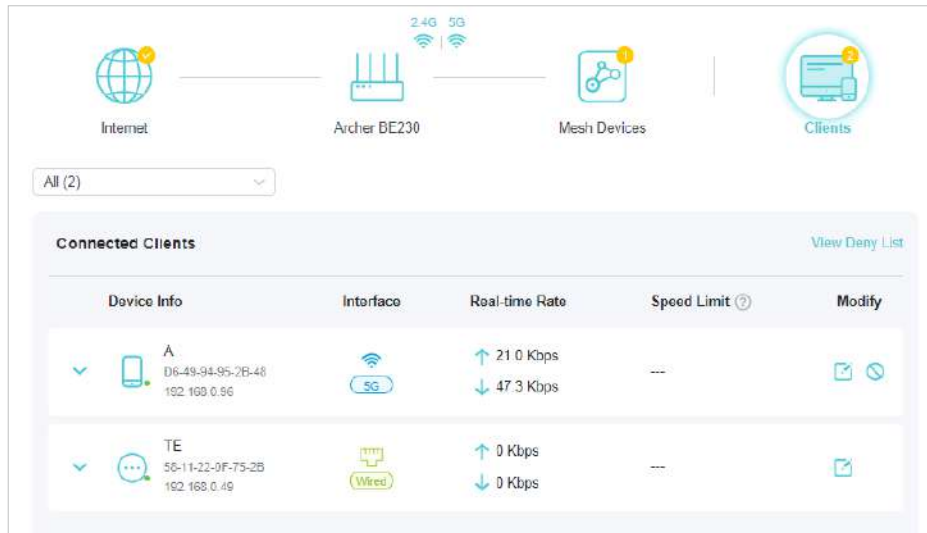 2.4G 5G
1
2
Internet
Archer BE230
Mesh Devices
Clients
All (2)
Connected Clients
View Deny List
Device Info
Interface
Real-time Rate
Speed Limit ?
Modify
A
D6-49-94-95-2B-48
192.168.0.96
5G
↑ 21.0 Kbps
↓ 47.3 Kbps
---
TE
58-11-22-0F-75-2B
192.168.0.49
Wired
↑ 0 Kbps
↓ 0 Kbps
---